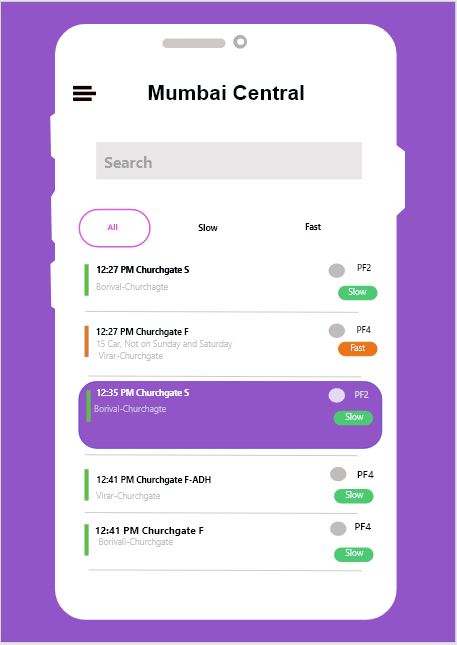 Mumbai Central
Search
All
Slow
Fast
12:27 PM Churchgate S
PF2
Borival-Churchagte
Slow
12:27 PM Churchgate F
PF4
15 Car, Not on Sunday and Saturday
Fast
Virar-Churchgate
12:35 PM Churchgate S
PF2
Borival-Churchagte
Slow
12:41 PM Churchgate F-ADH
PF4
Virar-Churchgate
Slow
12:41 PM Churchgate F
PF4
Borivali-Churchgate
Slow